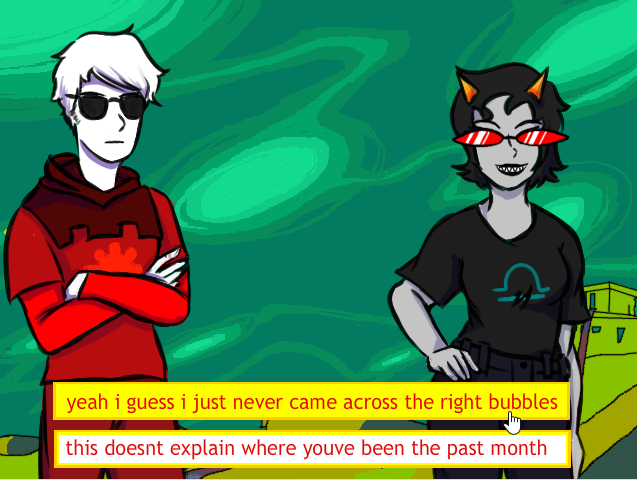 yeah i guess i just never came across the right bubbles
this doesnt explain where youve been the past month